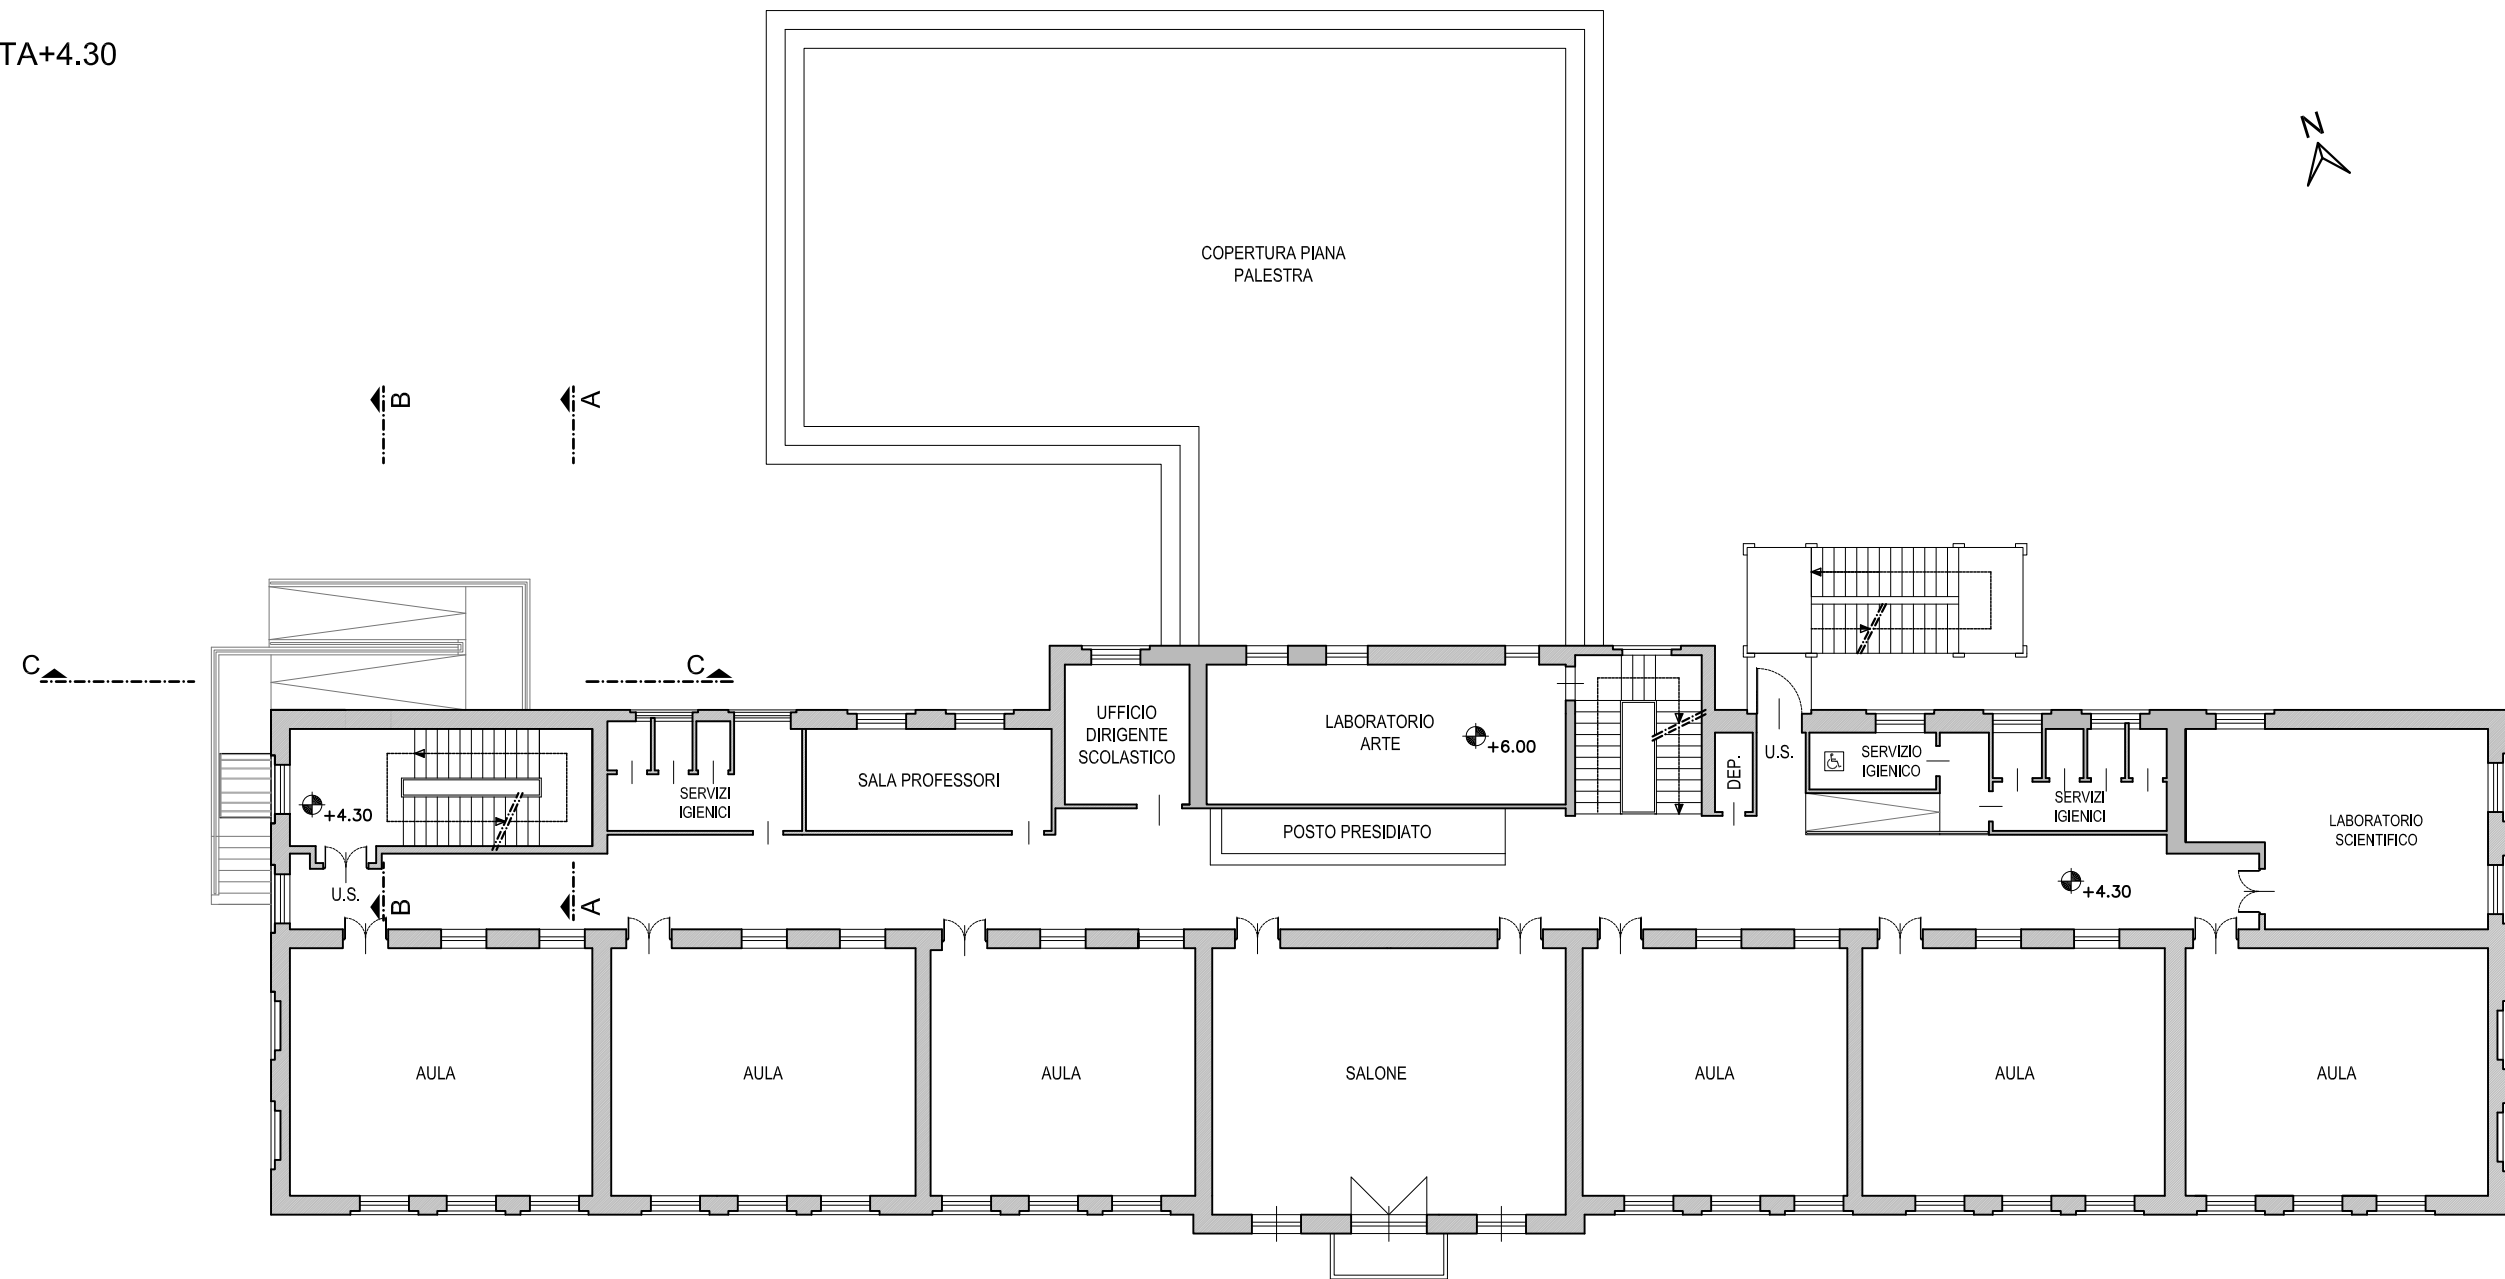 TA+4.30
N
COPERTURA PIANA
PALESTRA
B
A
C
C
UFFICIO
DIRIGENTE
SCOLASTICO
LABORATORIO
ARTE
+6.00
DEP.
U.S.
SERVIZIO
IGIENICO
SALA PROFESSORI
SERVIZI
IGIENICI
+4.30
SERVIZI
IGIENICI
POSTO PRESIDIATO
LABORATORIO
SCIENTIFICO
U.S.
B
A
+4.30
AULA
AULA
AULA
SALONE
AULA
AULA
AULA